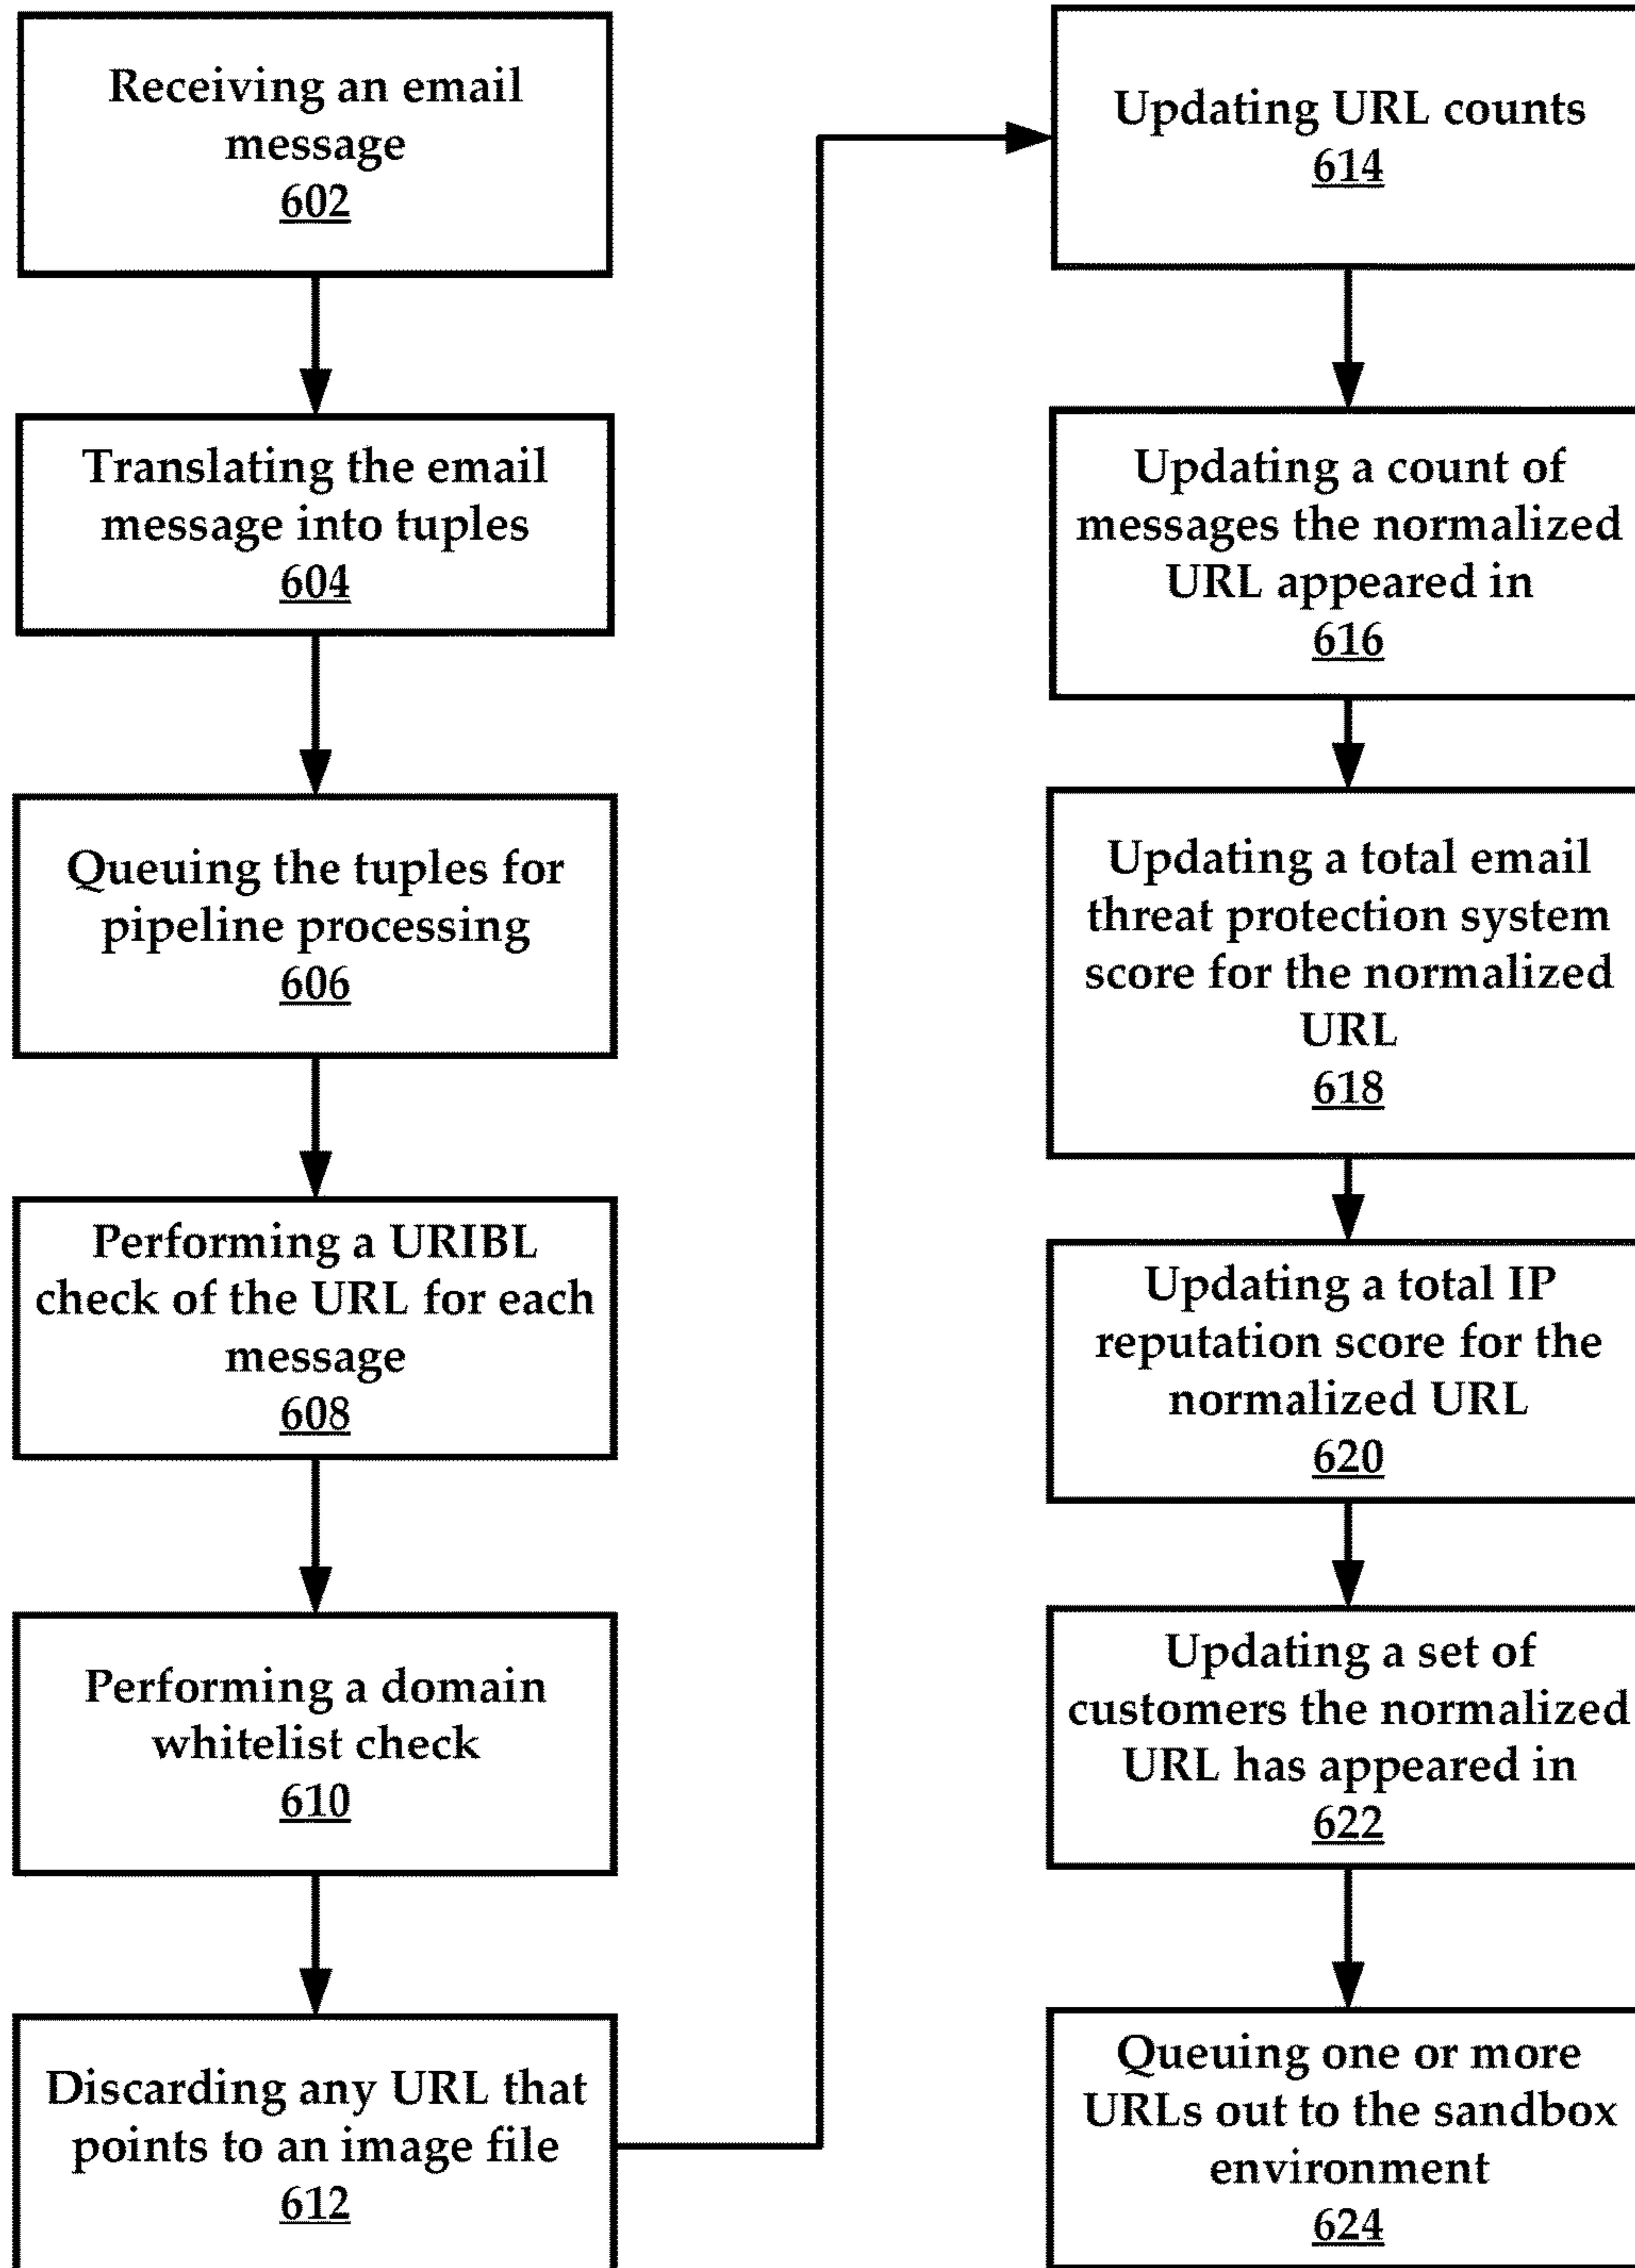 Receiving an email
message
602
Translating the email
message into tuples
604
Queuing the tuples for
pipeline processing
606
Performing a URIBL
check of the URL for each
message
608
Performing a domain
whitelist check
610
Discarding any URL that
points to an image file
612
Updating URL counts
614
Updating a count of
messages the normalized
URL appeared in
616
Updating a total email
threat protection system
score for the normalized
URL
618
Updating a total IP
reputation score for the
normalized URL
620
Updating a set of
customers the normalized
URL has appeared in
622
Queuing one or more
URLs out to the sandbox
environment
624